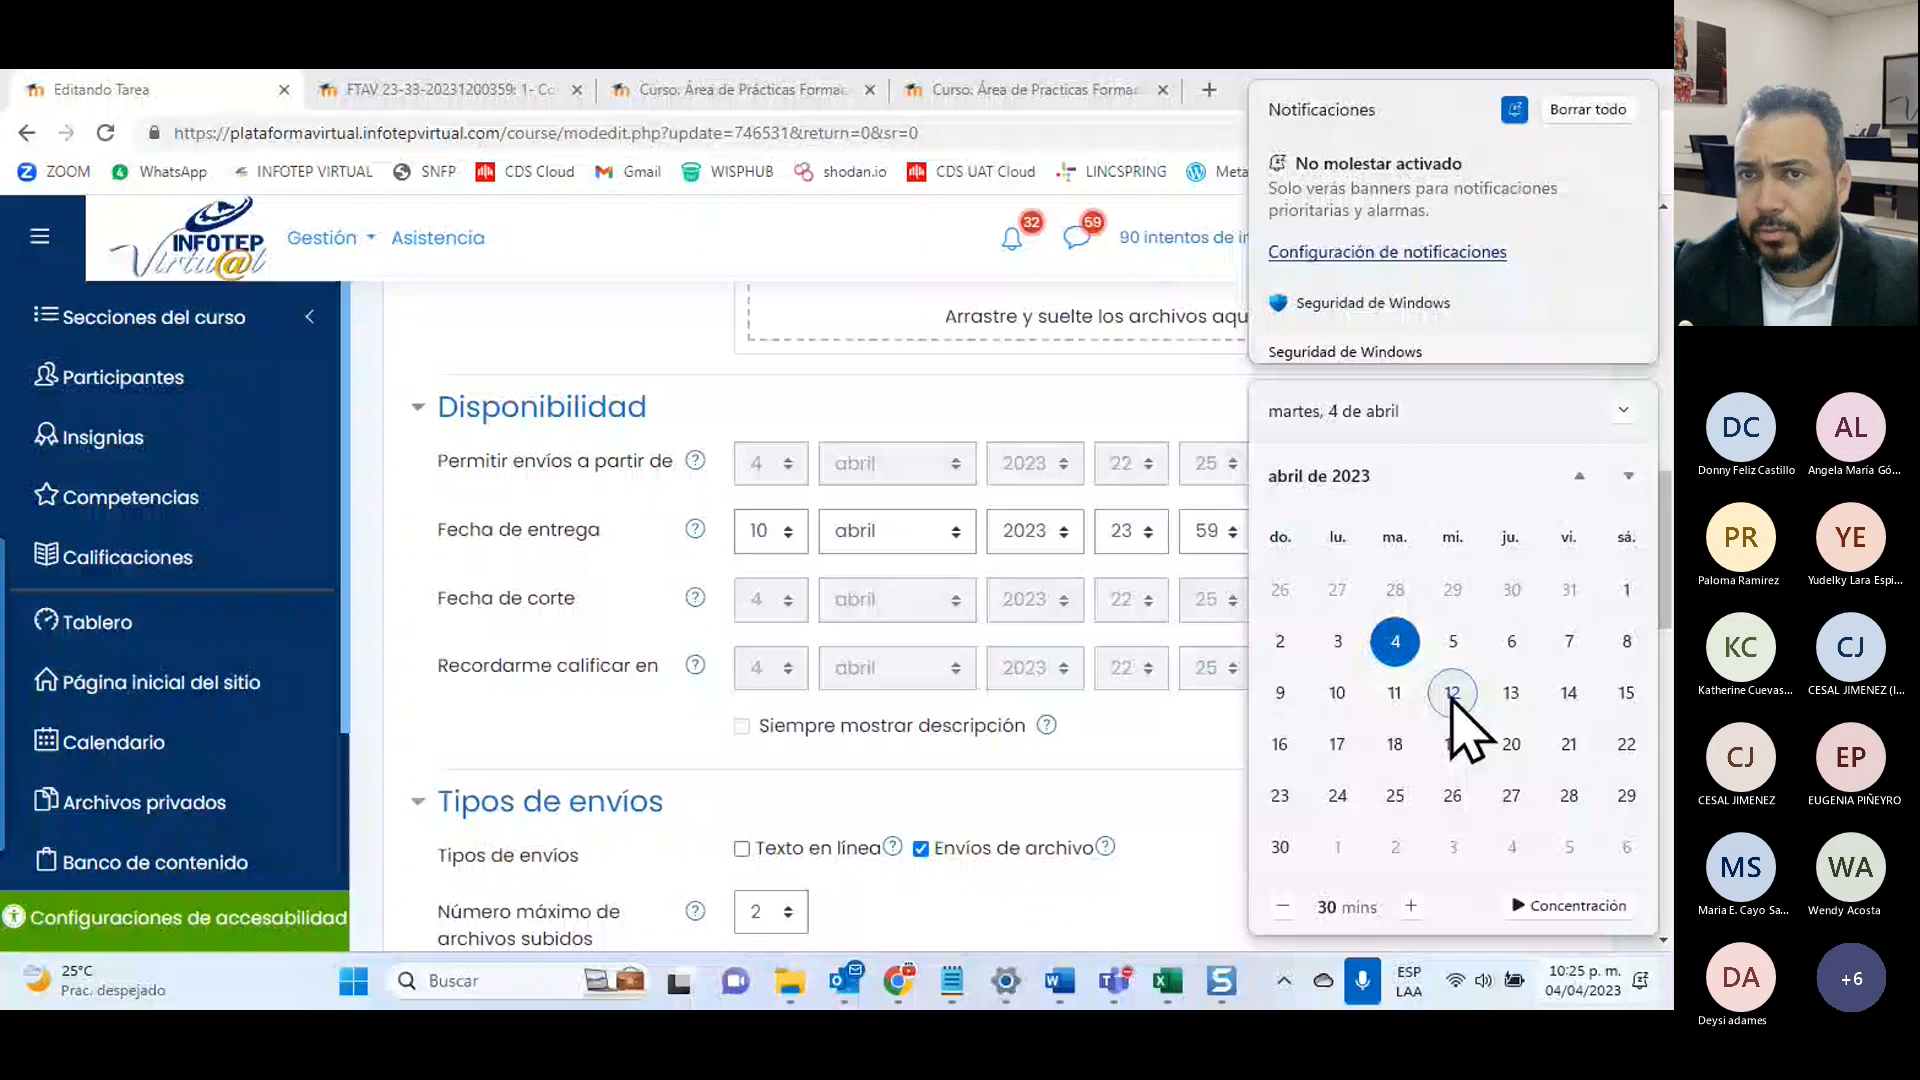 Editando Tarea
FTAV 23-33-20231200359: 1- Co
Curso: Área de Prácticas Formac
Curso: Área de Practicas Formac
https://plataformavirtual.infotepvirtual.com/course/modedit.php?update=746531&return=0&sr=0
ZOOM
WhatsApp
INFOTEP VIRTUAL
SNFP
CDS Cloud
Gmail
WISPHUB
shodan.io
CDS UAT Cloud
LINCSPRING
Meta
INFOTEP
Virtu@l
Gestión
Asistencia
32
59
90 intentos de in
Secciones del curso
Participantes
Insignias
Competencias
Calificaciones
Tablero
Página inicial del sitio
Calendario
Archivos privados
Banco de contenido
Configuraciones de accesabilidad
Arrastre y suelte los archivos aqu
Disponibilidad
Permitir envíos a partir de ? 4 abril 2023 22 25
Fecha de entrega ? 10 abril 2023 23 59
Fecha de corte ? 4 abril 2023 22 25
Recordarme calificar en ? 4 abril 2023 22 25
Siempre mostrar descripción ?
Tipos de envíos
Tipos de envíos
Texto en línea ? Envíos de archivo ?
Número máximo de
archivos subidos ? 2
Notificaciones
Borrar todo
No molestar activado
Solo verás banners para notificaciones
prioritarias y alarmas.
Configuración de notificaciones
Seguridad de Windows
Seguridad de Windows
martes, 4 de abril
abril de 2023
do. lu. ma. mi. ju. vi. sá.
26 27 28 29 30 31 1
2 3 4 5 6 7 8
9 10 11 12 13 14 15
16 17 18 20 21 22
23 24 25 26 27 28 29
30 1 2 3 4 5 6
30 mins
Concentración
25°C
Prac. despejado
Buscar
ESP
LAA
10:25 p. m.
04/04/2023
DC
Donny Feliz Castillo
AL
Angela María Gó...
PR
Paloma Ramirez
YE
Yudelky Lara Espi...
KC
Katherine Cuevas...
CJ
CESAL JIMENEZ (I...
CJ
CESAL JIMENEZ
EP
EUGENIA PIÑEYRO
MS
Maria E. Cayo Sa...
WA
Wendy Acosta
DA
Deysi adames
+6